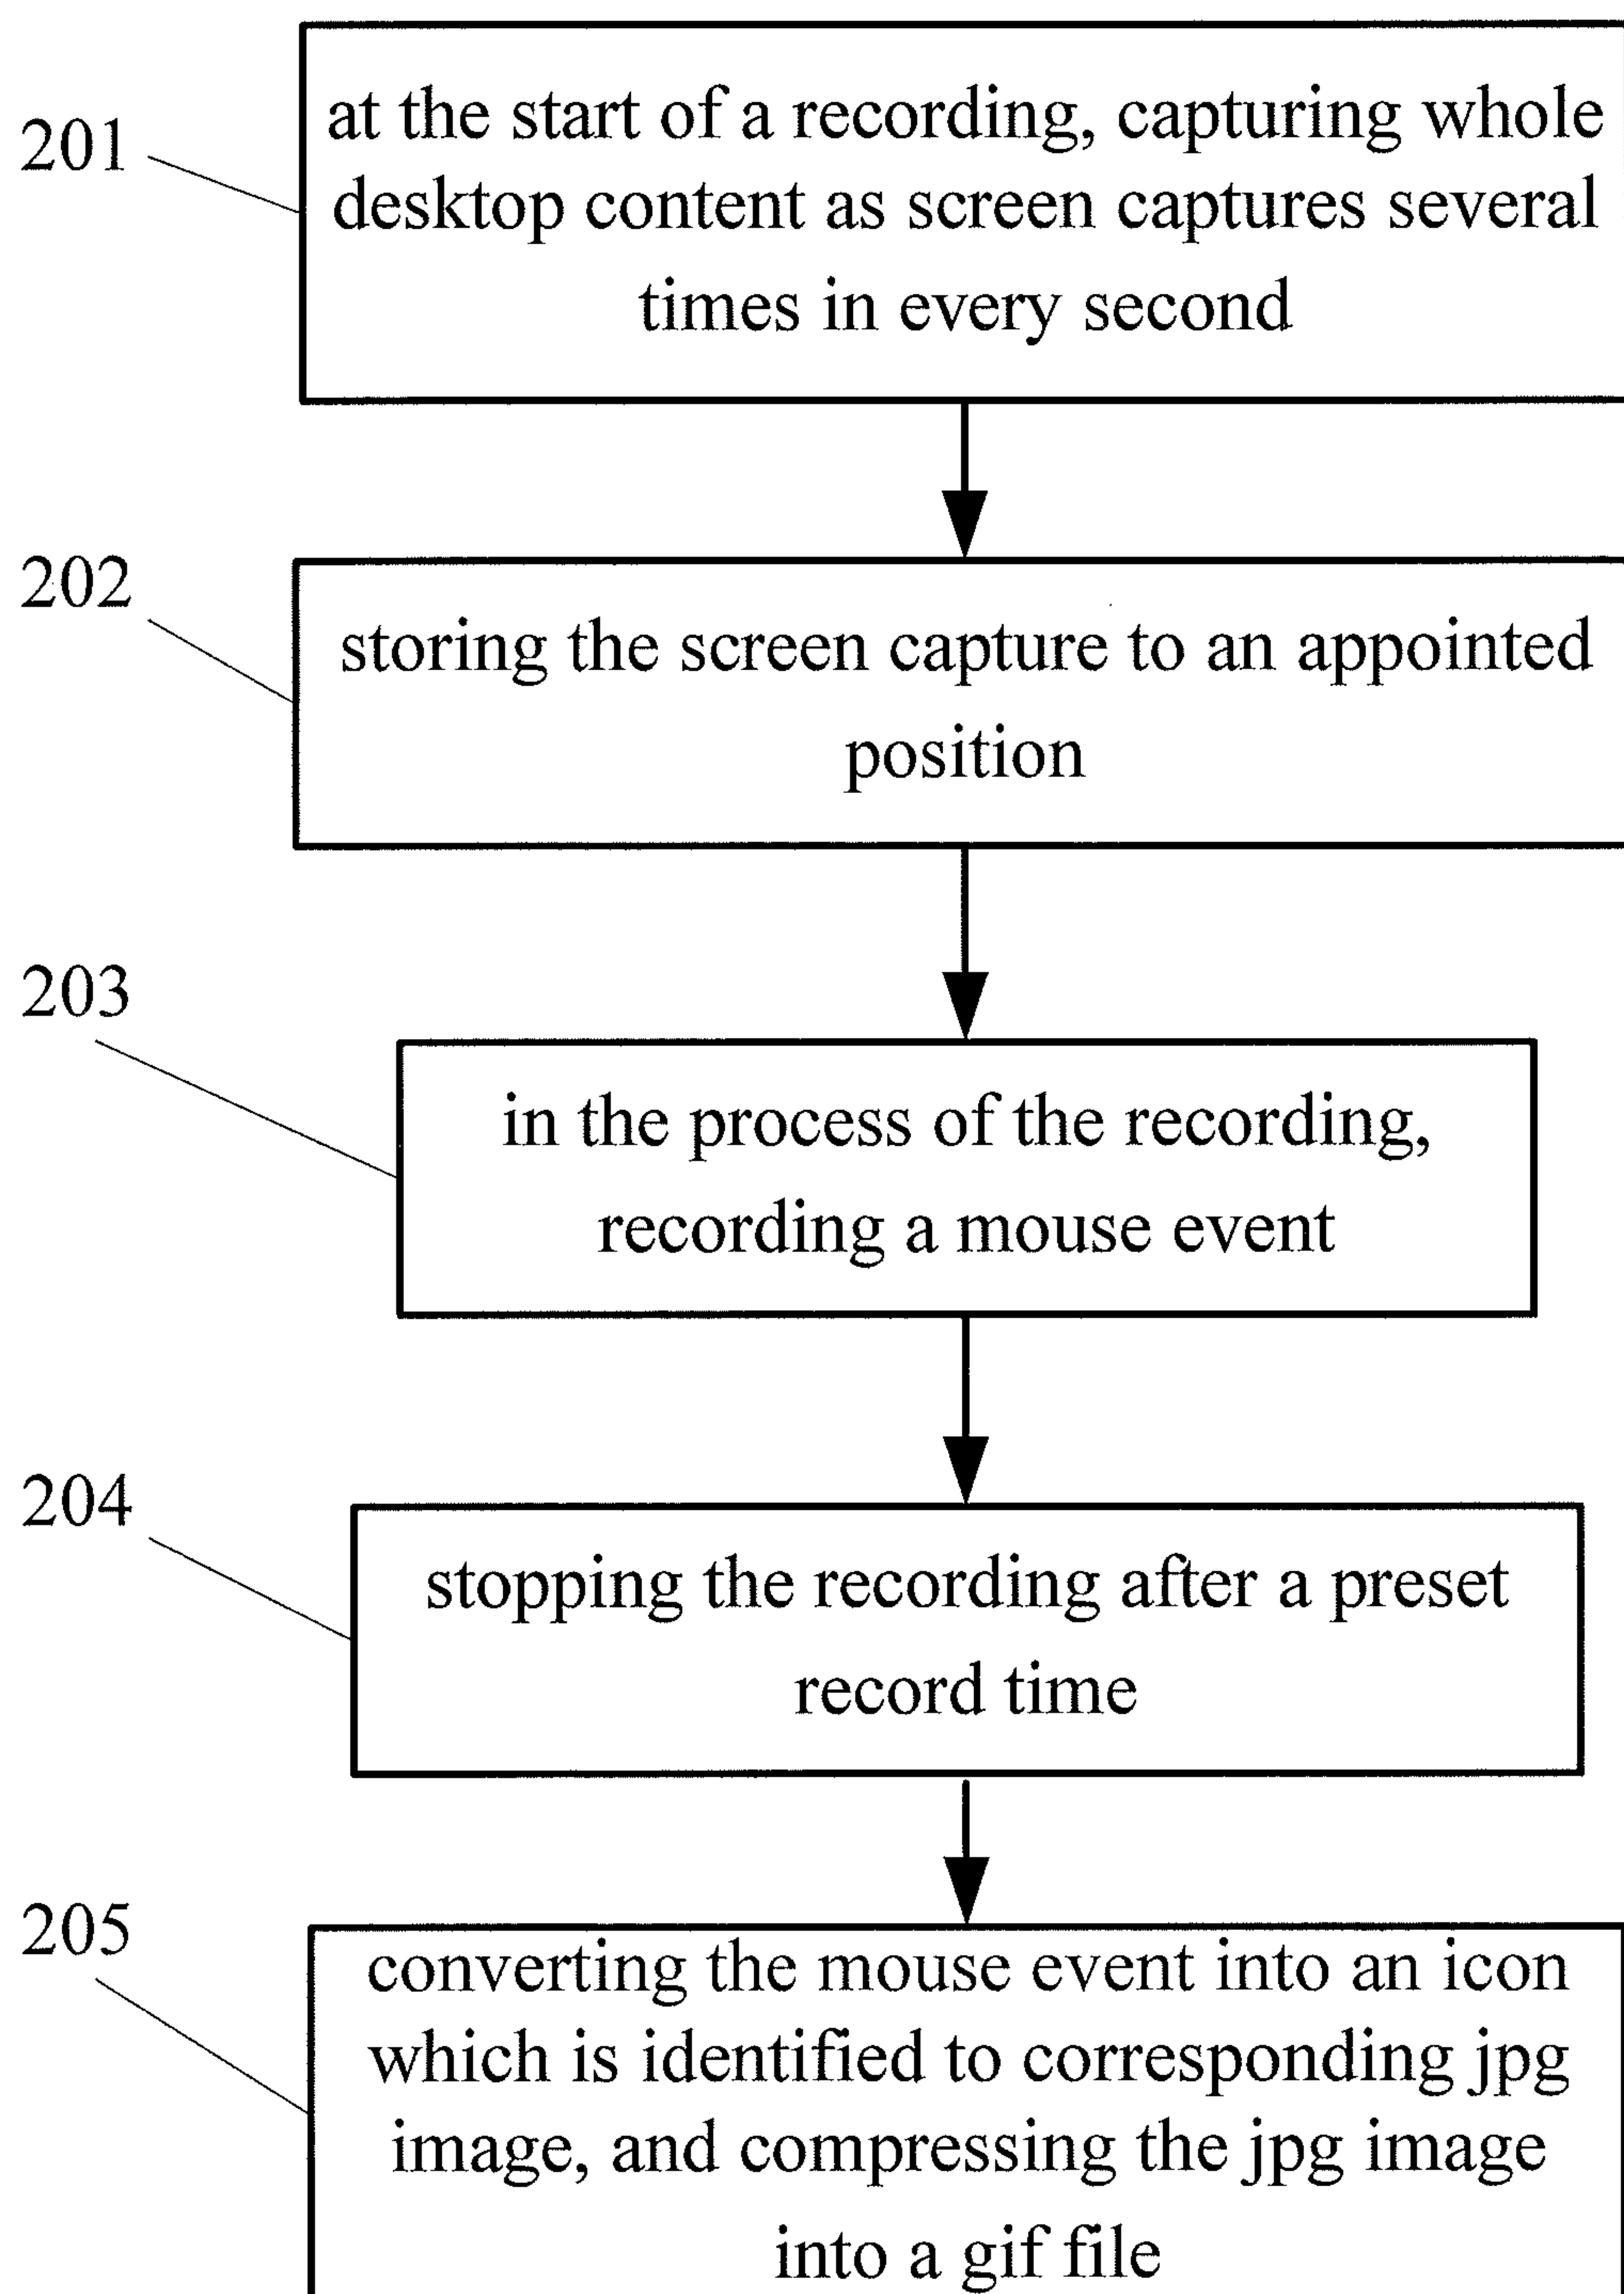 201
at the start of a recording, capturing whole
desktop content as screen captures several
times in every second
202
storing the screen capture to an appointed
position
203
in the process of the recording,
recording a mouse event
204
stopping the recording after a preset
record time
205
converting the mouse event into an icon
which is identified to corresponding jpg
image, and compressing the jpg image
into a gif file